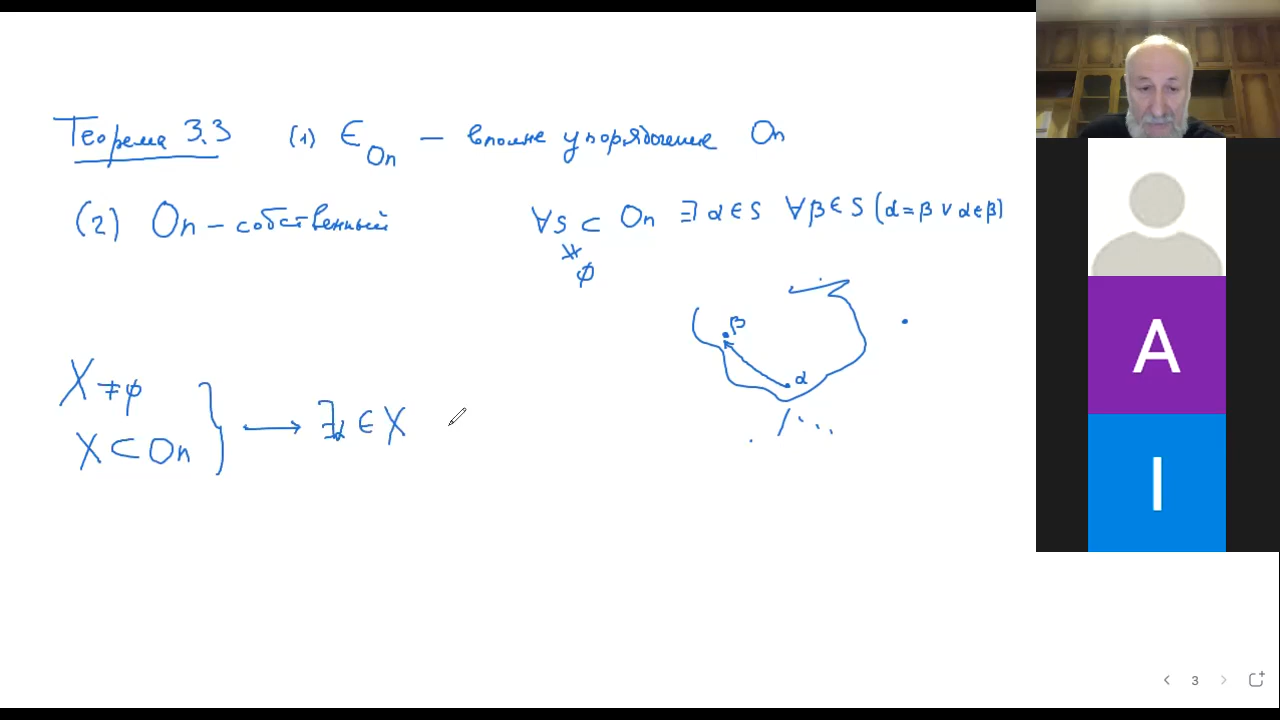 Теорема 3.3 (1) ∈_On — вполне упорядочение On
(2) On – собственный ∀S ⊂ On ∃α∈S ∀β∈S (α=β ∨ α∈β)
≠
∅
β
α
X ≠ ∅
X ⊂ On } → ∃α ∈ X
A
I
3